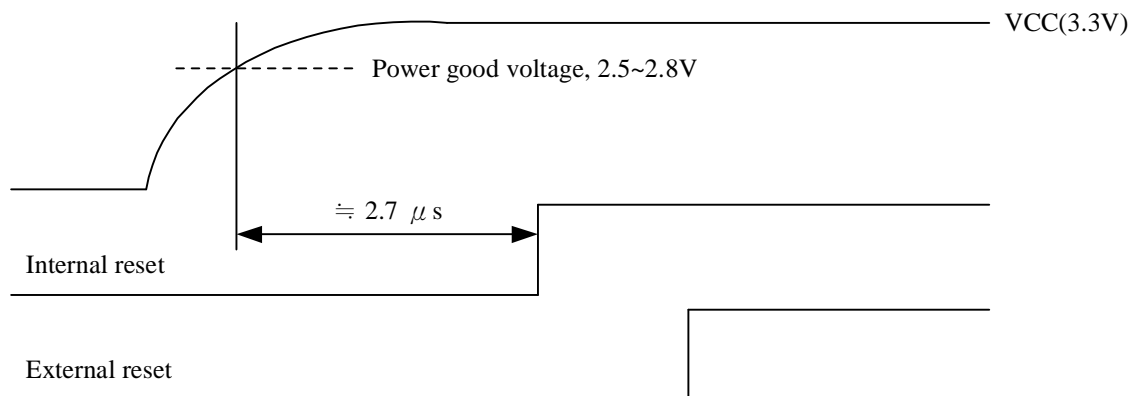 VCC(3.3V)
Power good voltage, 2.5~2.8V
≒ 2.7 μs
Internal reset
External reset